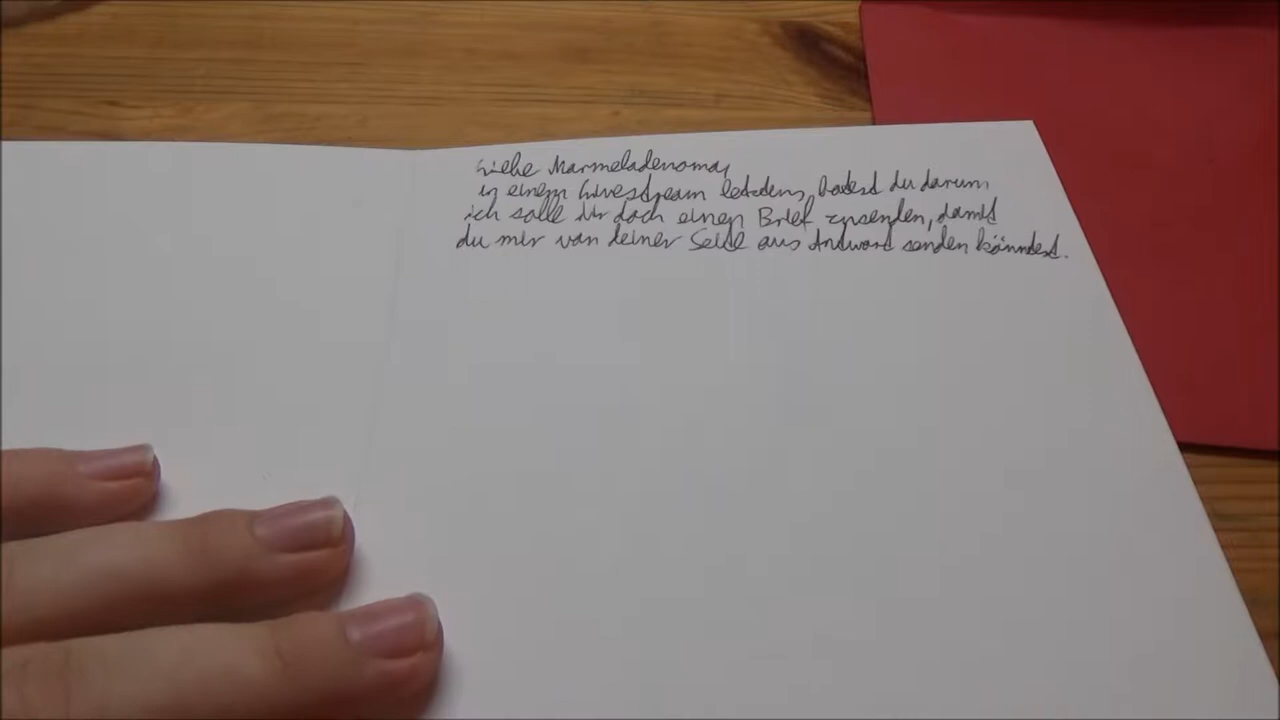 Liebe Marmeladenoma,
in einem Livestream letztens, batest du darum
ich solle dir doch einen Brief zusenden, damit
du mir von deiner Seite aus Antwort senden könntest.